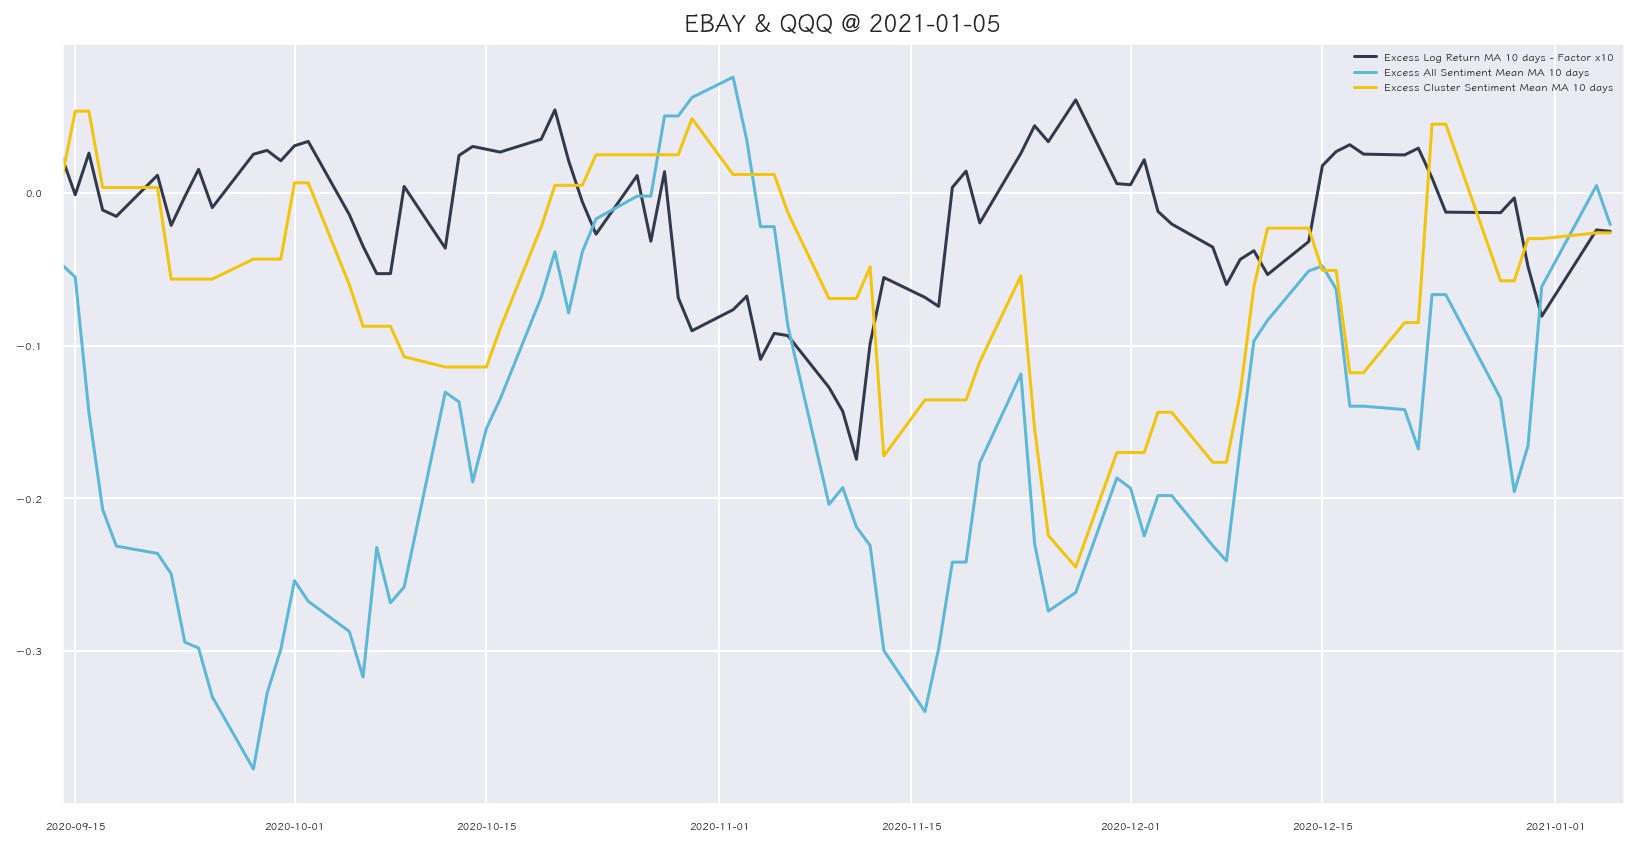 EBAY & QQQ @ 2021-01-05
Excess Log Return MA 10 days - Factor x10
Excess All Sentiment Mean MA 10 days
Excess Cluster Sentiment Mean MA 10 days
0.0
−0.1
−0.2
−0.3
2020-09-15 2020-10-01 2020-10-15 2020-11-01 2020-11-15 2020-12-01 2020-12-15 2021-01-01